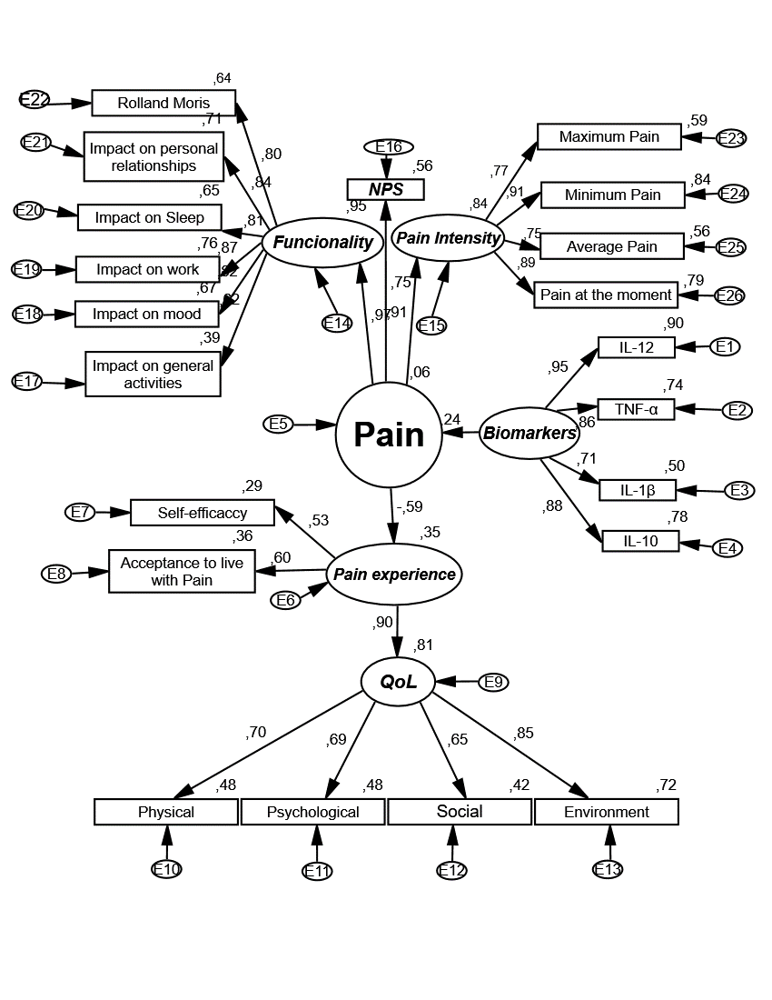 ,64
E22
Rolland Moris
,71
E21
Impact on personal
relationships
,80
,84
,65
E20
Impact on Sleep
,81
,76
,87
E19
Impact on work
,82
,67
E18
Impact on mood
,62
,39
E17
Impact on general
activities
Funcionality
,95
E14
E16
,56
NPS
,97
,75
,91
Pain Intensity
,84
E15
,77
,91
,75
,89
,59
Maximum Pain
E23
,84
Minimum Pain
E24
,56
Average Pain
E25
,79
Pain at the moment
E26
,06
E5
Pain
,24
Biomarkers
,95
,86
,71
,88
,90
IL-12
E1
,74
TNF-α
E2
,50
IL-1β
E3
,78
IL-10
E4
-,59
,29
E7
Self-efficaccy
,53
,36
E8
Acceptance to live
with Pain
,60
,35
Pain experience
E6
,90
,81
QoL
E9
,70
,69
,65
,85
,48
,48
,42
,72
Physical
Psychological
Social
Environment
E10
E11
E12
E13